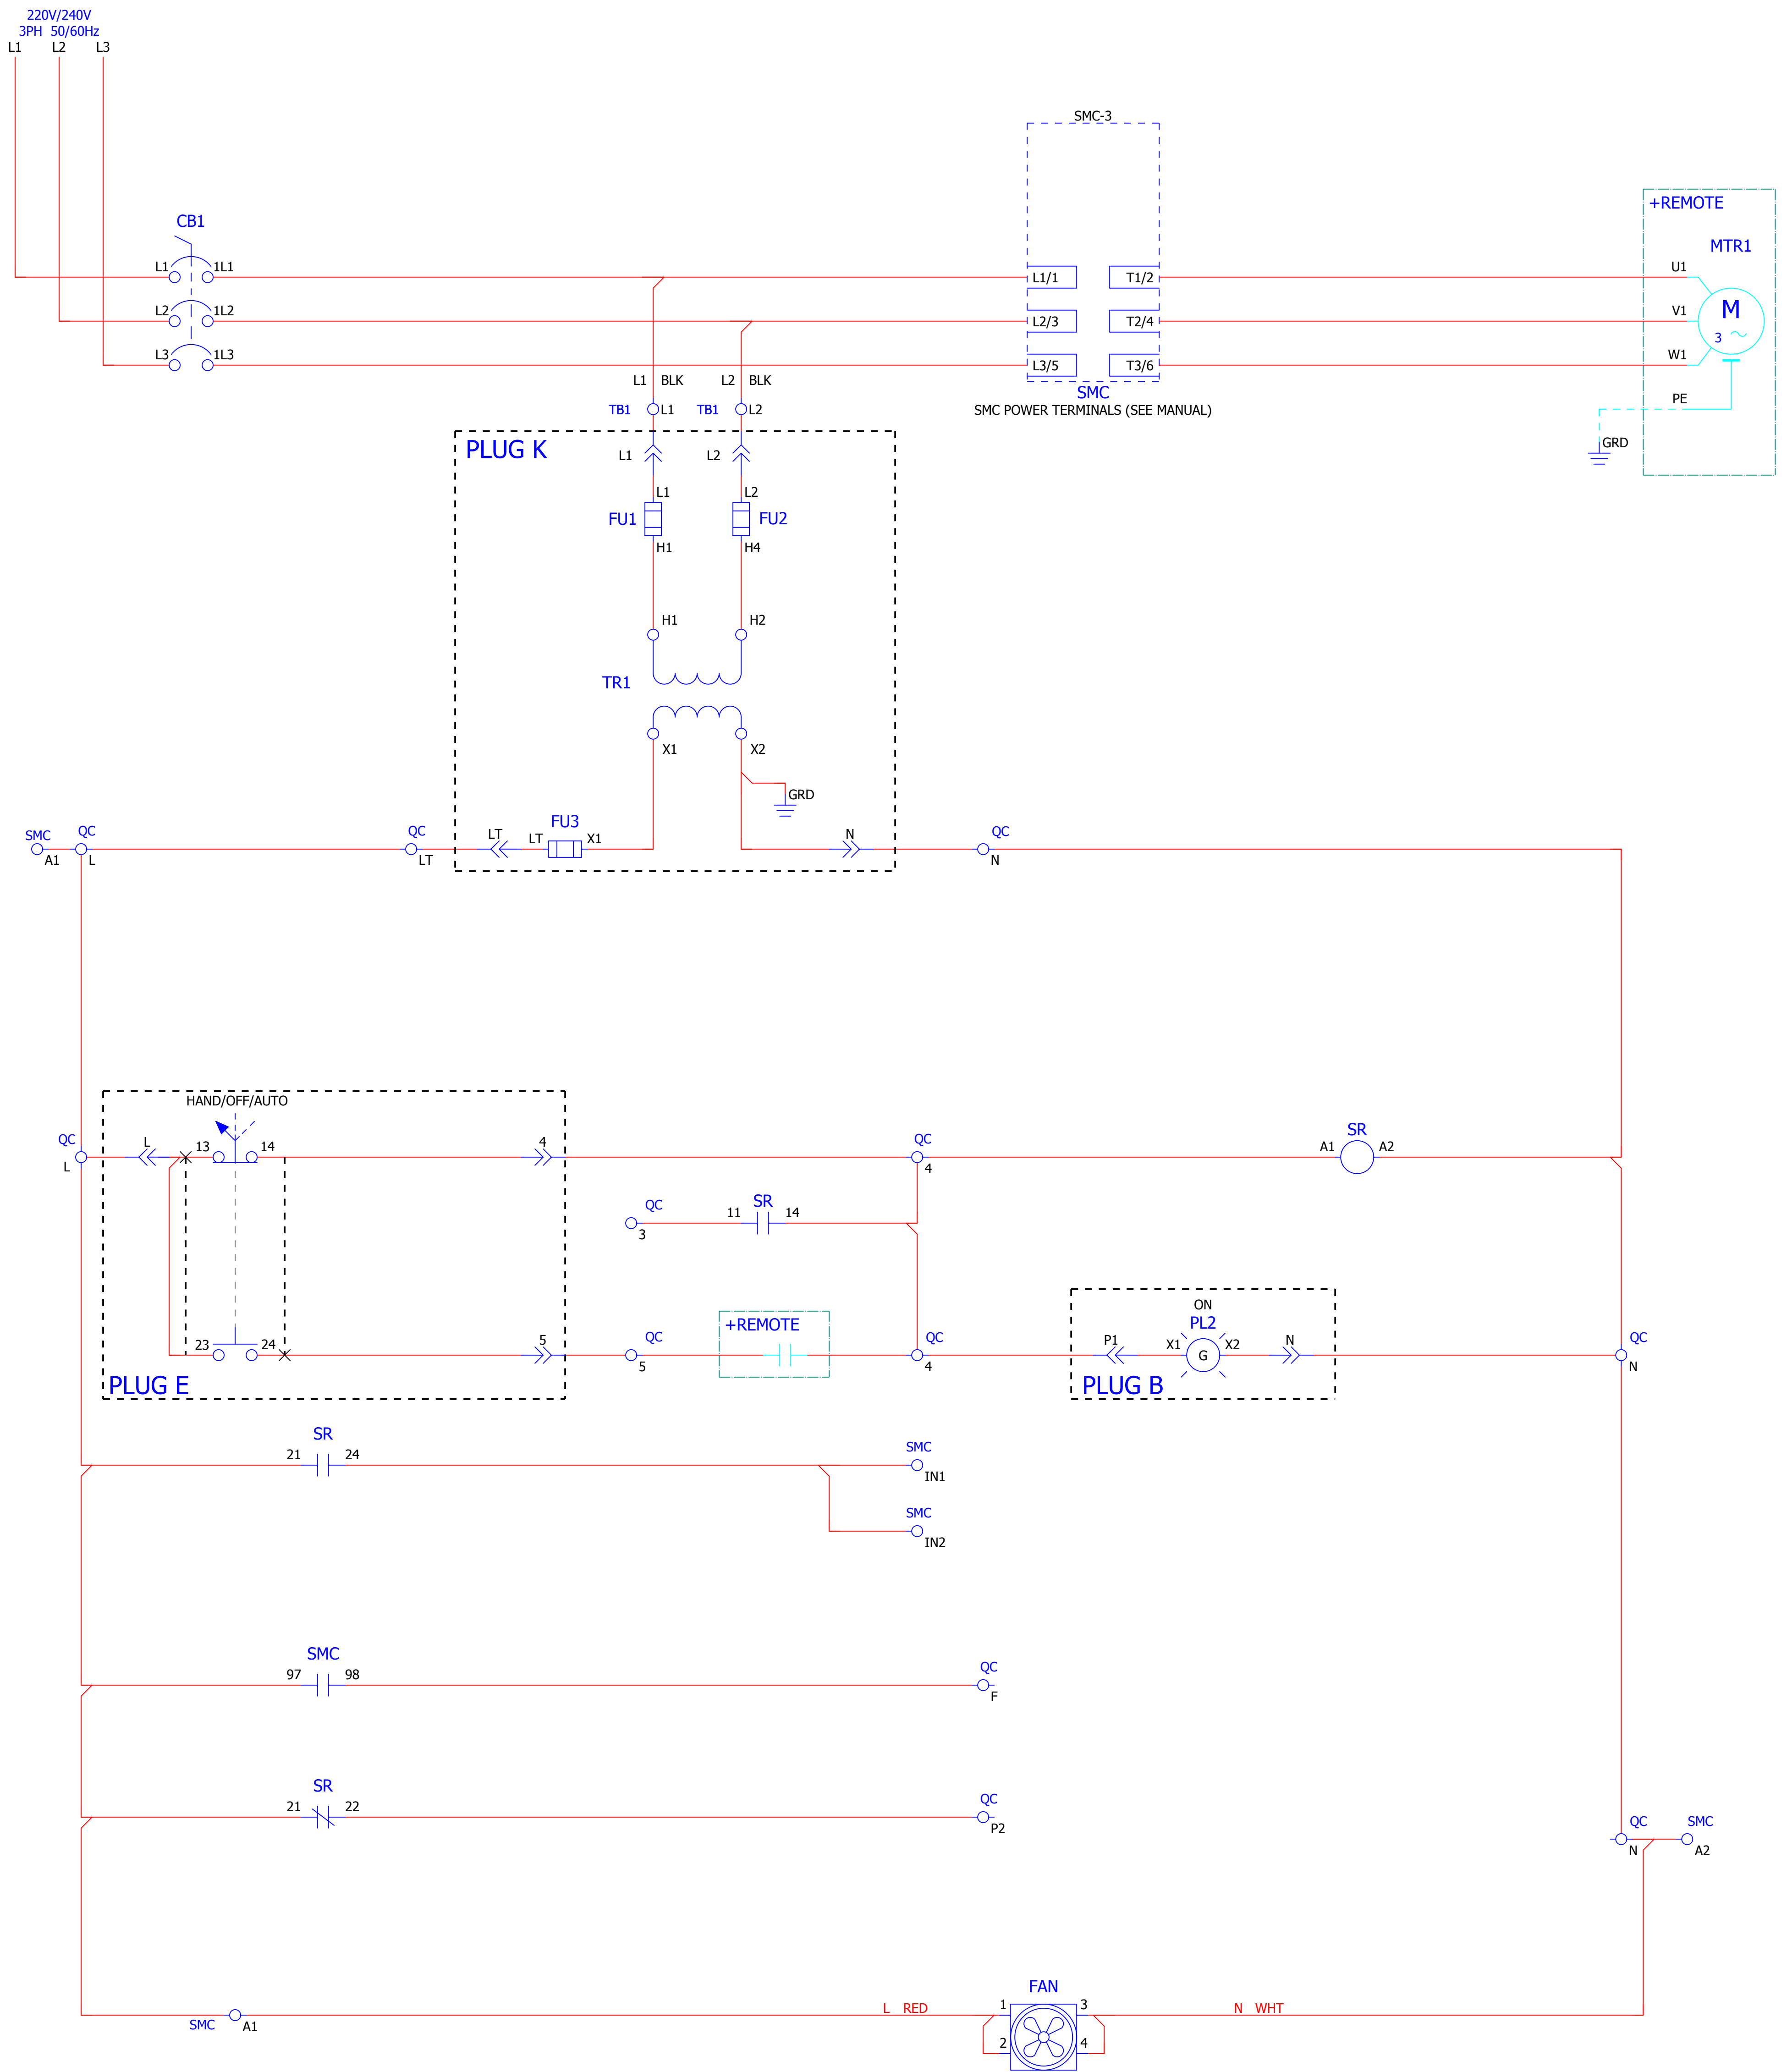 220V/240V
3PH 50/60Hz
L1 L2 L3
SMC-3
+REMOTE
CB1
MTR1
L1 1L1 L1/1 T1/2 U1
L2 1L2 L2/3 T2/4 V1
M
3
L3 1L3 L3/5 T3/6 W1
L1 BLK L2 BLK
SMC
PE
TB1 L1 TB1 L2
SMC POWER TERMINALS (SEE MANUAL)
GRD
PLUG K
L1 L2
L1 L2
FU1 FU2
H1 H4
H1 H2
TR1
X1 X2
GRD
FU3
SMC QC QC LT LT X1 N QC
A1 L LT N
HAND/OFF/AUTO
QC L 13 14 4 QC SR
A1 A2
L 4
QC 11 SR 14
3
ON
+REMOTE PL2
23 24 5 QC QC P1 X1 G X2 N QC
5 4 N
PLUG E PLUG B
SR
21 24 SMC
IN1
SMC
IN2
SMC
97 98 QC
F
SR
21 22 QC
P2
QC SMC
N A2
FAN
L RED 1 3 N WHT
SMC A1
2 4